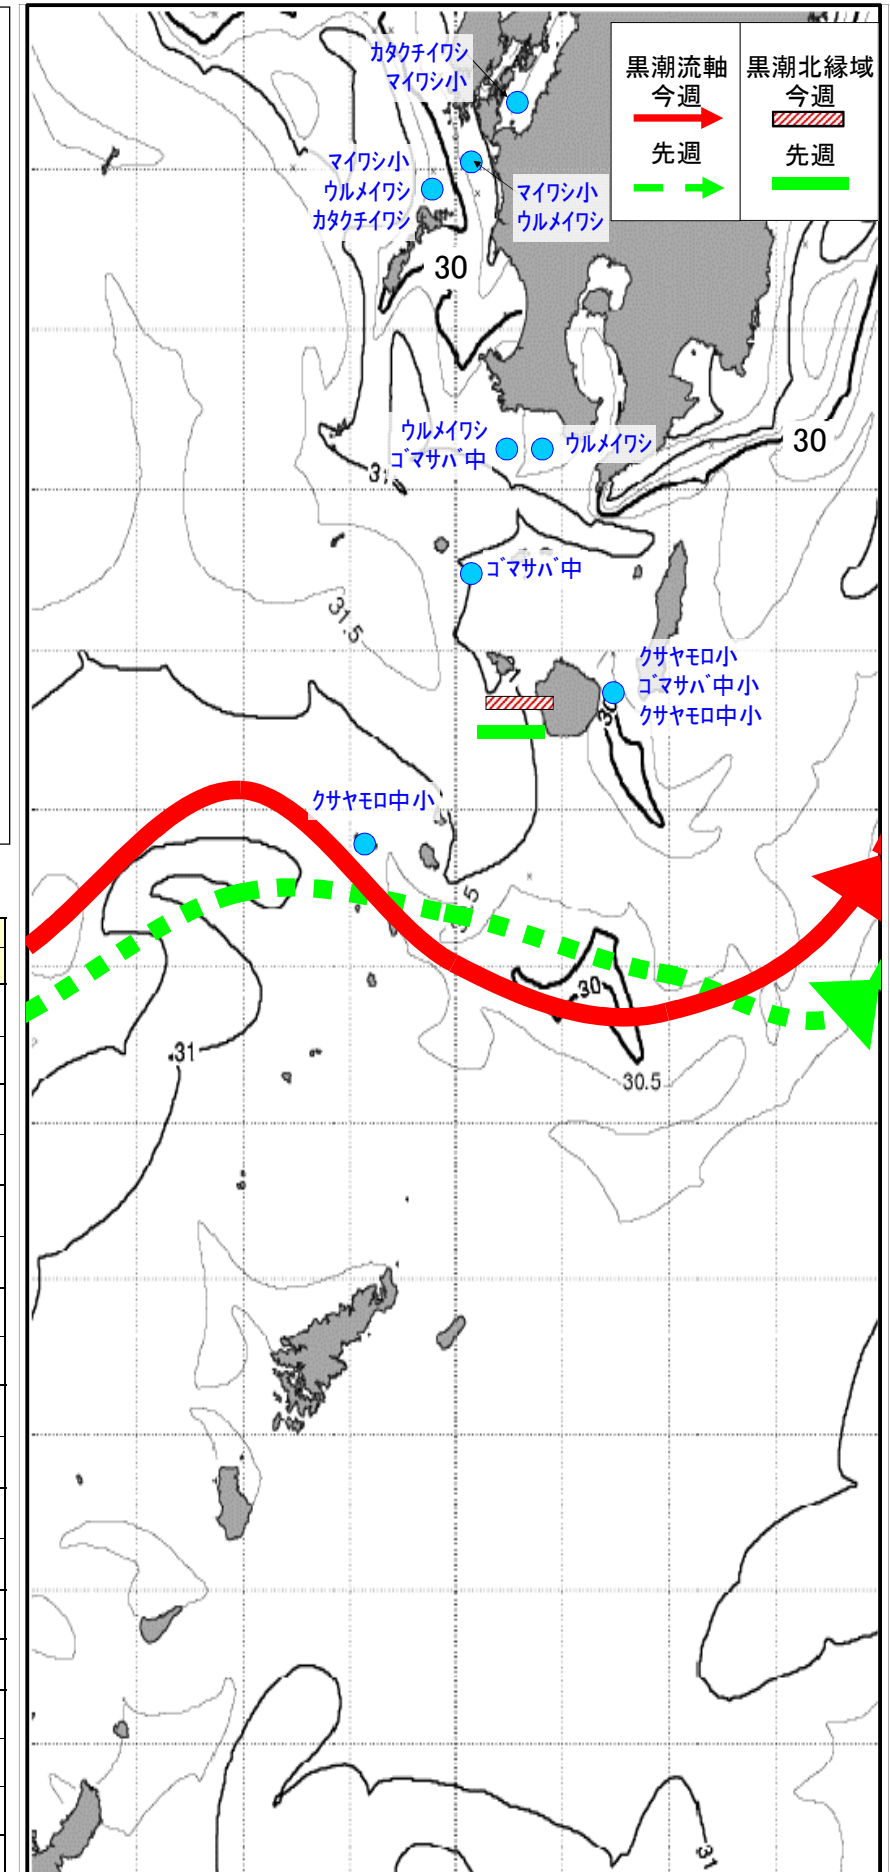 ｶﾀｸﾁｲﾜｼ
ﾏｲﾜｼ小
黒潮流軸
今週
先週
黒潮北縁域
今週
先週
ﾏｲﾜｼ小
ｳﾙﾒｲﾜｼ
ｶﾀｸﾁｲﾜｼ
ﾏｲﾜｼ小
ｳﾙﾒｲﾜｼ
30
ｳﾙﾒｲﾜｼ
ｺﾞﾏｻﾊﾞ中
ｳﾙﾒｲﾜｼ
30
31
ｺﾞﾏｻﾊﾞ中
31.5
ｸｻﾔﾓﾛ小
ｺﾞﾏｻﾊﾞ中小
ｸｻﾔﾓﾛ中小
30
ｸｻﾔﾓﾛ中小
30
31
30.5
31